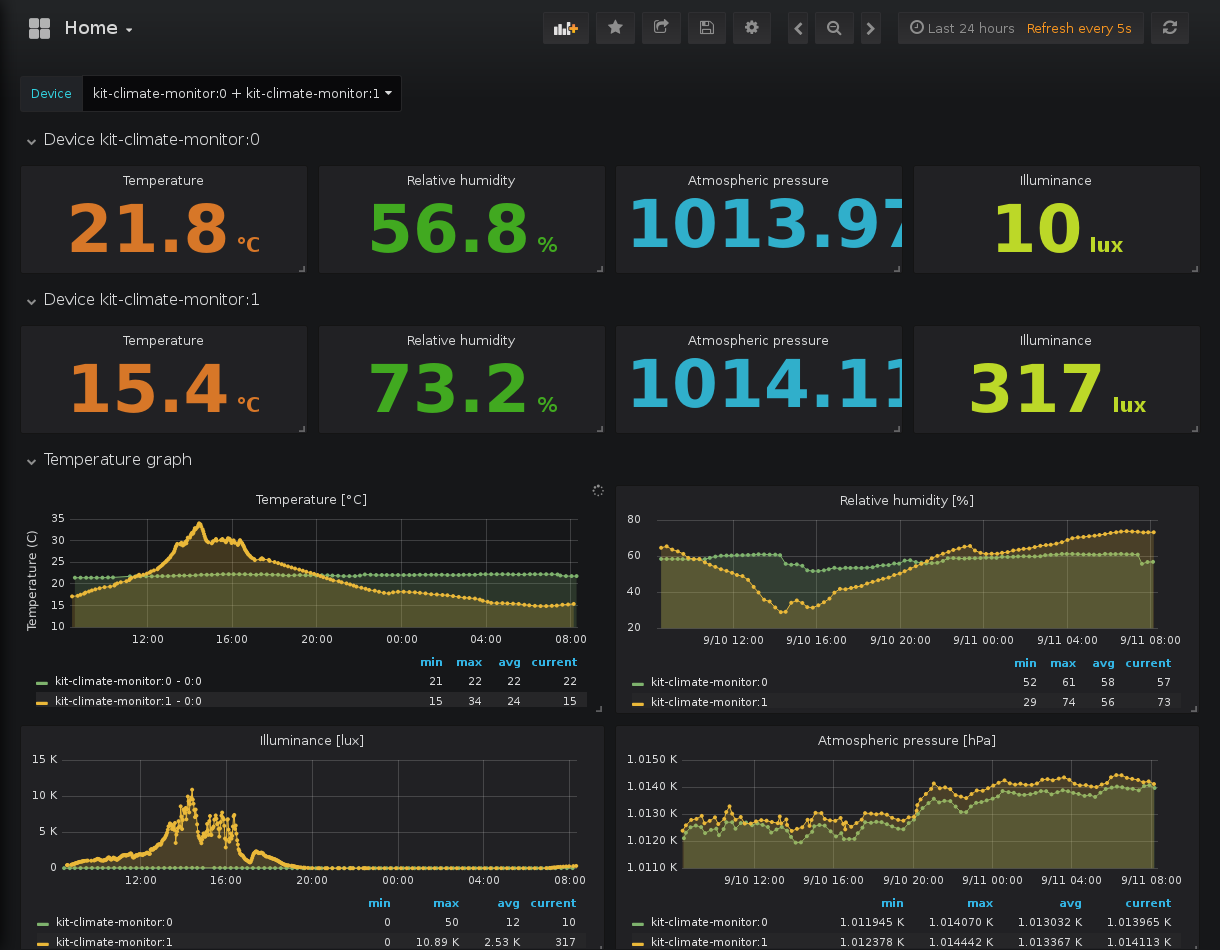 Home
Last 24 hours Refresh every 5s
Device kit-climate-monitor:0 + kit-climate-monitor:1
Device kit-climate-monitor:0
Temperature Relative humidity Atmospheric pressure Illuminance
21.8 °C 56.8 % 1013.97 10 lux
Device kit-climate-monitor:1
Temperature Relative humidity Atmospheric pressure Illuminance
15.4 °C 73.2 % 1014.11 317 lux
Temperature graph
Temperature [°C]
Temperature (C)
35
30
25
20
15
10
12:00 16:00 20:00 00:00 04:00 08:00
min max avg current
kit-climate-monitor:0 - 0:0 21 22 22 22
kit-climate-monitor:1 - 0:0 15 34 24 15
Relative humidity [%]
80
60
40
20
9/10 12:00 9/10 16:00 9/10 20:00 9/11 00:00 9/11 04:00 9/11 08:00
min max avg current
kit-climate-monitor:0 52 61 58 57
kit-climate-monitor:1 29 74 56 73
Illuminance [lux]
15 K
10 K
5 K
0
12:00 16:00 20:00 00:00 04:00 08:00
min max avg current
kit-climate-monitor:0 0 50 12 10
kit-climate-monitor:1 0 10.89 K 2.53 K 317
Atmospheric pressure [hPa]
1.0150 K
1.0140 K
1.0130 K
1.0120 K
1.0110 K
9/10 12:00 9/10 16:00 9/10 20:00 9/11 00:00 9/11 04:00 9/11 08:00
min max avg current
kit-climate-monitor:0 1.011945 K 1.014070 K 1.013032 K 1.013965 K
kit-climate-monitor:1 1.012378 K 1.014442 K 1.013367 K 1.014113 K